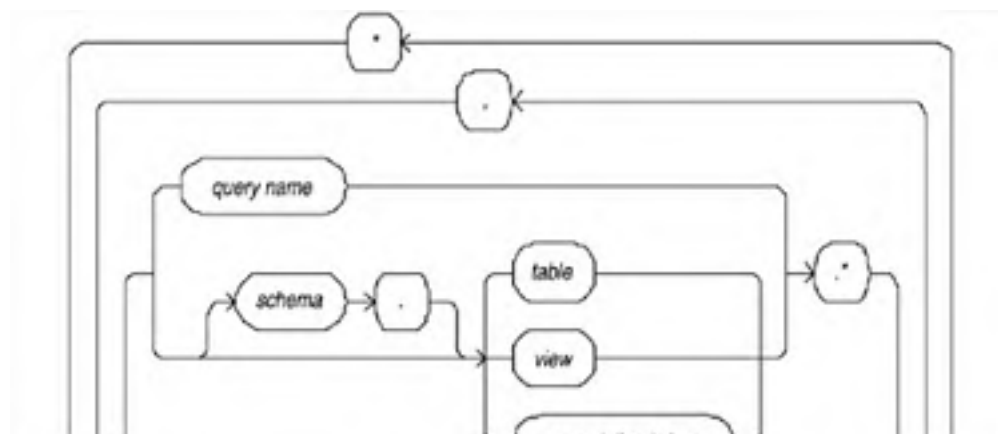 *
,
query name
table
.*
schema
.
view